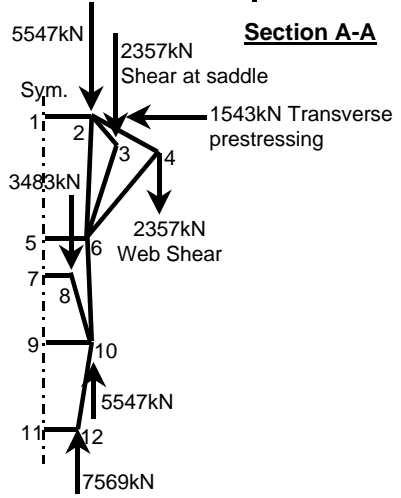 5547kN
Section A-A
2357kN
Shear at saddle
Sym.
1
2
1543kN Transverse
prestressing
3
4
3483kN
5
6
2357kN
Web Shear
7
8
9
10
5547kN
11
12
7569kN